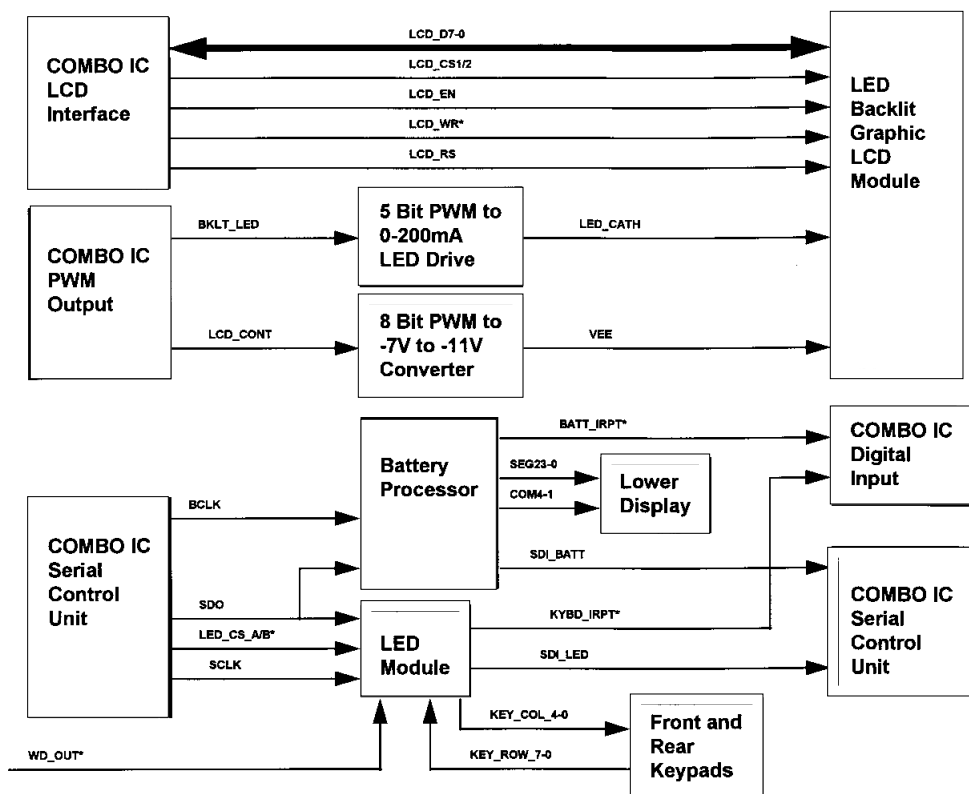 COMBO IC
LCD
Interface
LCD_D7-0
LCD_CS1/2
LCD_EN
LCD_WR*
LCD_RS
LED
Backlit
Graphic
LCD
Module
COMBO IC
PWM
Output
BKLT_LED
5 Bit PWM to
0-200mA
LED Drive
LED_CATH
LCD_CONT
8 Bit PWM to
-7V to -11V
Converter
VEE
Battery
Processor
BATT_IRPT*
SEG23-0
COM4-1
Lower
Display
COMBO IC
Digital
Input
COMBO IC
Serial
Control
Unit
BCLK
SDO
LED_CS_A/B*
SCLK
SDI_BATT
LED
Module
KYBD_IRPT*
SDI_LED
COMBO IC
Serial
Control
Unit
WD_OUT*
KEY_COL_4-0
KEY_ROW_7-0
Front and
Rear
Keypads